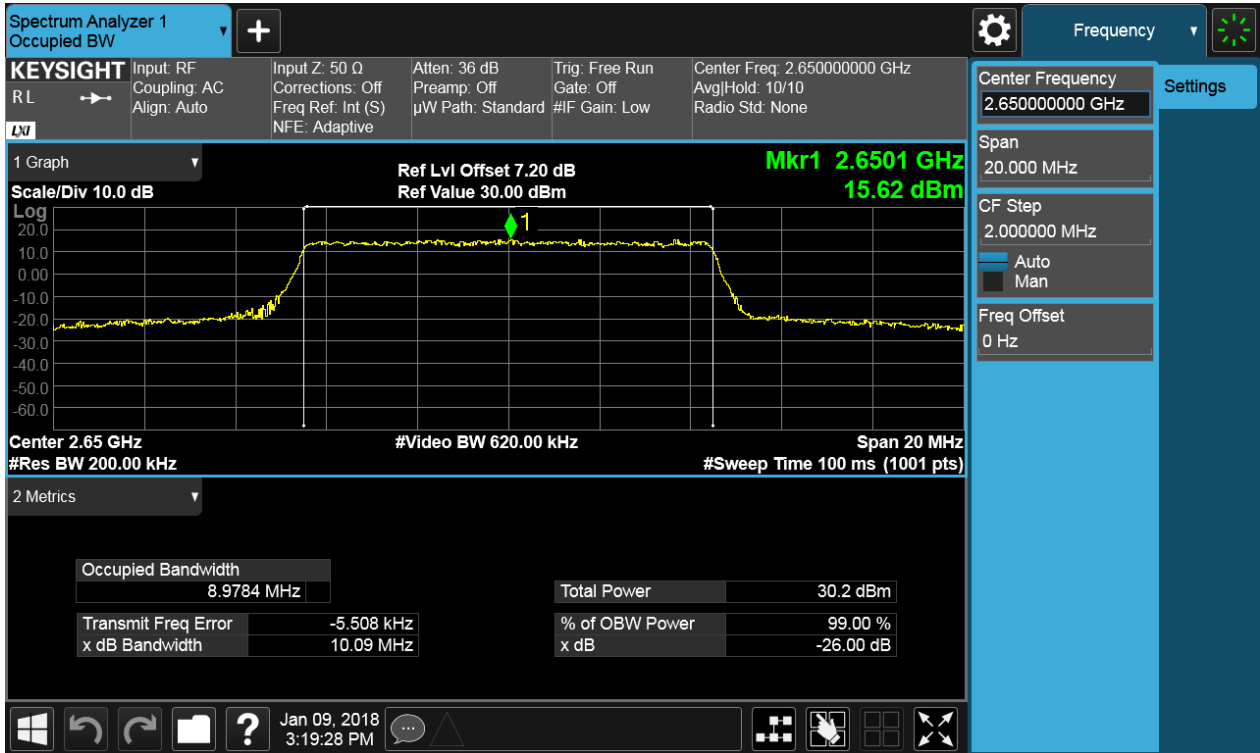 Spectrum Analyzer 1
Occupied BW
+
Frequency
KEYSIGHT
RL
LXI
Input: RF
Coupling: AC
Align: Auto
Input Z: 50 Ω
Corrections: Off
Freq Ref: Int (S)
NFE: Adaptive
Atten: 36 dB
Preamp: Off
µW Path: Standard
Trig: Free Run
Gate: Off
#IF Gain: Low
Center Freq: 2.650000000 GHz
Avg|Hold: 10/10
Radio Std: None
Center Frequency
2.650000000 GHz
Settings
Span
20.000 MHz
CF Step
2.000000 MHz
Auto
Man
Freq Offset
0 Hz
1 Graph
Scale/Div 10.0 dB
Ref Lvl Offset 7.20 dB
Ref Value 30.00 dBm
Mkr1 2.6501 GHz
15.62 dBm
Log
20.0
10.0
0.00
-10.0
-20.0
-30.0
-40.0
-50.0
-60.0
1
Center 2.65 GHz
#Video BW 620.00 kHz
Span 20 MHz
#Res BW 200.00 kHz
#Sweep Time 100 ms (1001 pts)
2 Metrics
Occupied Bandwidth
8.9784 MHz
Total Power 30.2 dBm
Transmit Freq Error -5.508 kHz
% of OBW Power 99.00 %
x dB Bandwidth 10.09 MHz
x dB -26.00 dB
?
Jan 09, 2018
3:19:28 PM